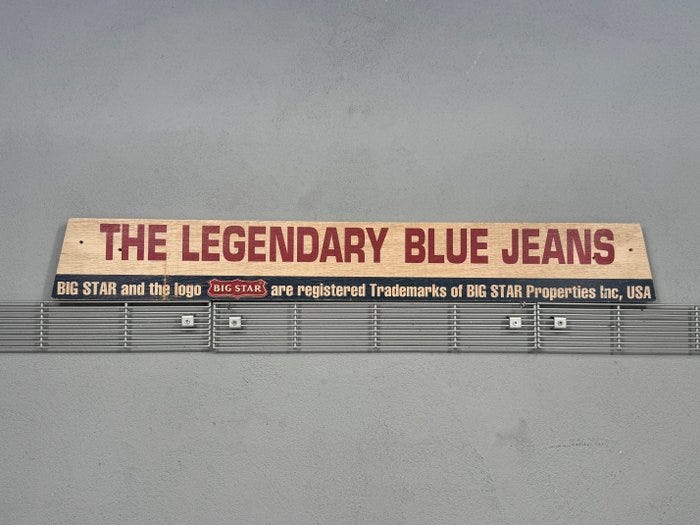 THE LEGENDARY BLUE JEANS
BIG STAR and the logo BIG STAR are registered Trademarks of BIG STAR Properties Inc, USA